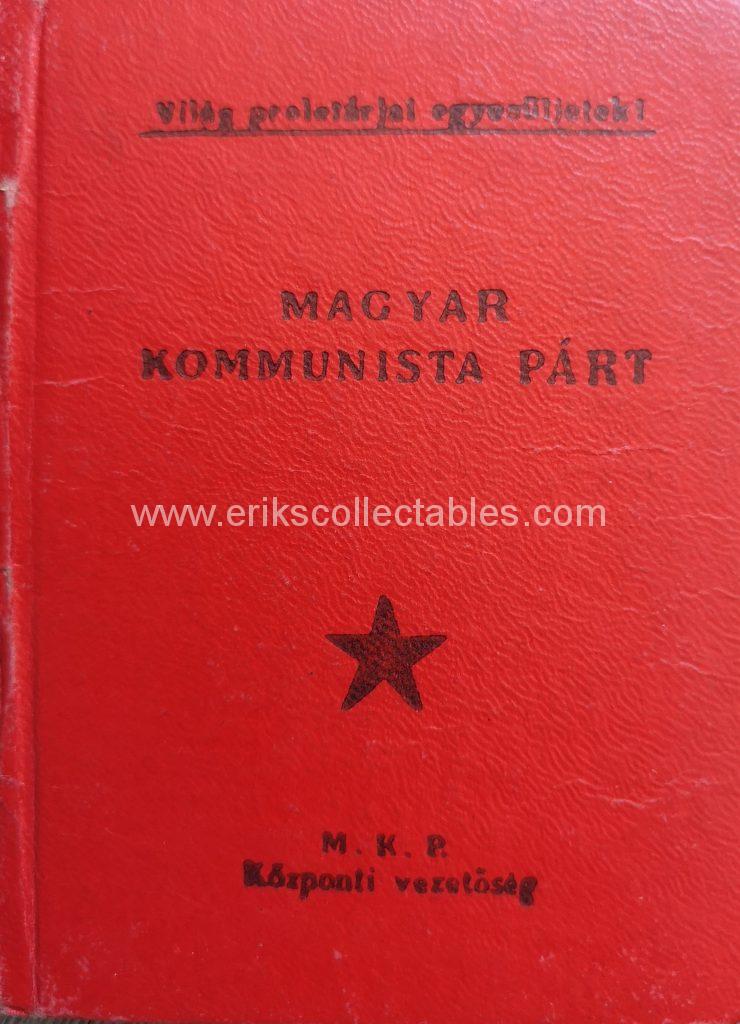 Világ proletárjai egyesüljetek!
MAGYAR
KOMMUNISTA PÁRT
www.erikscollectables.com
M. K. P.
Központi vezetőség